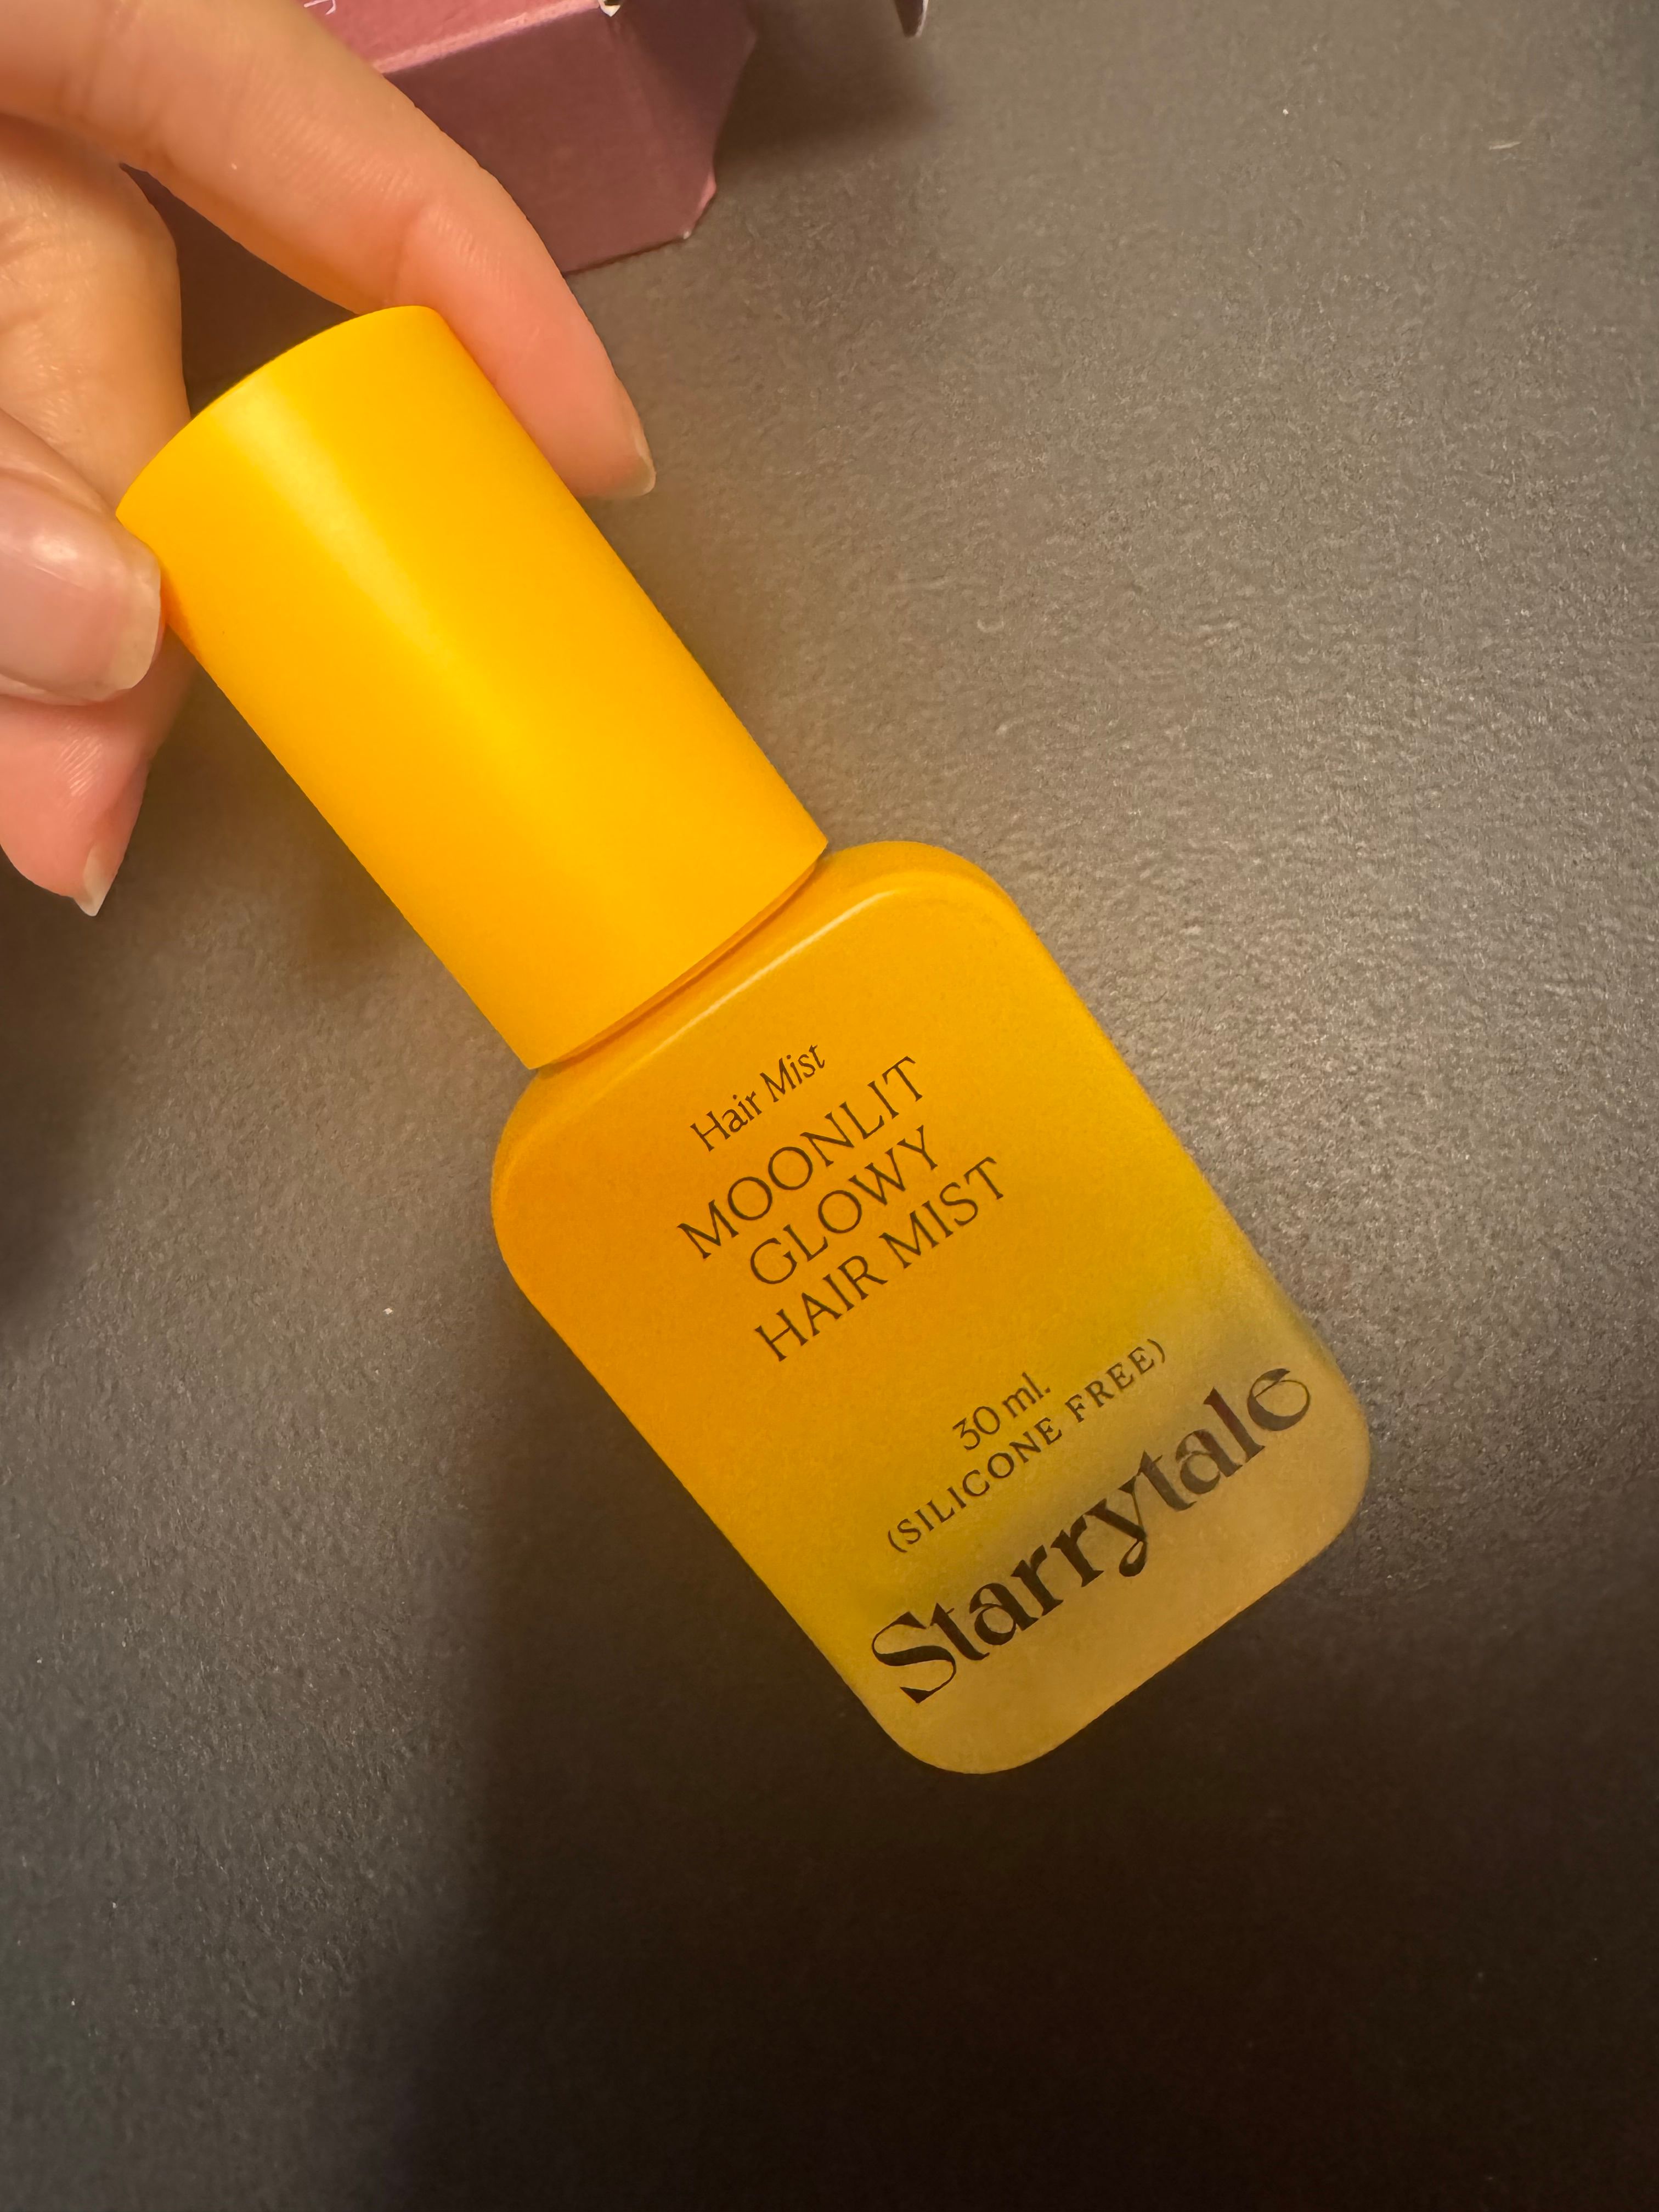 Hair Mist
MOONLIT
GLOWY
HAIR MIST
30 ml.
(SILICONE FREE)
Starrytale